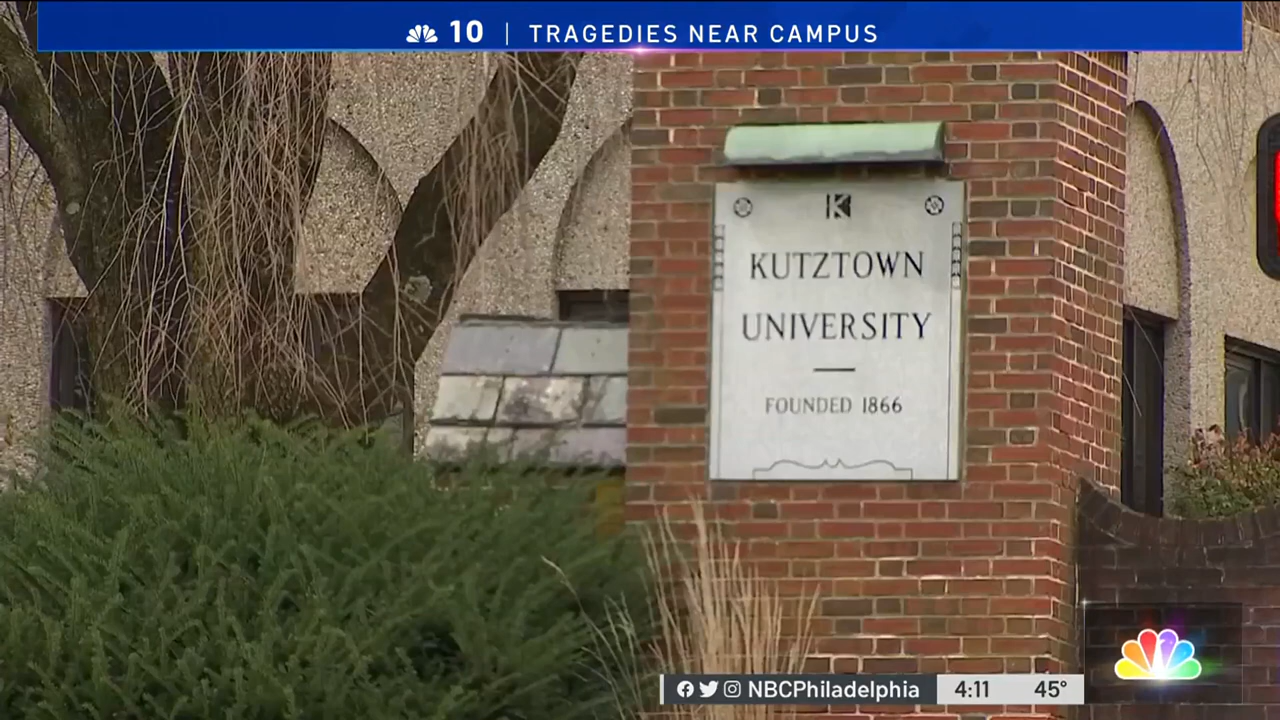 10 | TRAGEDIES NEAR CAMPUS
K
KUTZTOWN
UNIVERSITY
FOUNDED 1866
NBCPhiladelphia 4:11 45°